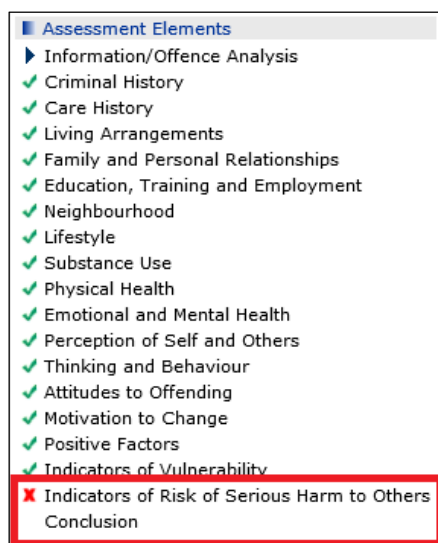 Assessment Elements
Information/Offence Analysis
Criminal History
Care History
Living Arrangements
Family and Personal Relationships
Education, Training and Employment
Neighbourhood
Lifestyle
Substance Use
Physical Health
Emotional and Mental Health
Perception of Self and Others
Thinking and Behaviour
Attitudes to Offending
Motivation to Change
Positive Factors
Indicators of Vulnerability
Indicators of Risk of Serious Harm to Others
Conclusion